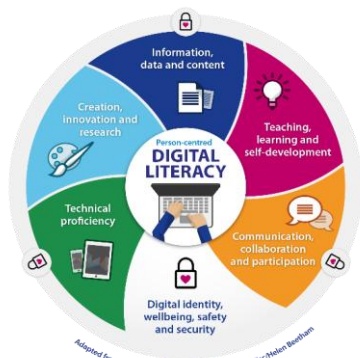 Information,
data and content
Teaching,
learning and
self-development
Communication,
collaboration
and participation
Digital identity,
wellbeing, safety
and security
Technical
proficiency
Creation,
innovation and
research
Person-centred
DIGITAL
LITERACY
Adapted
Helen Beetham